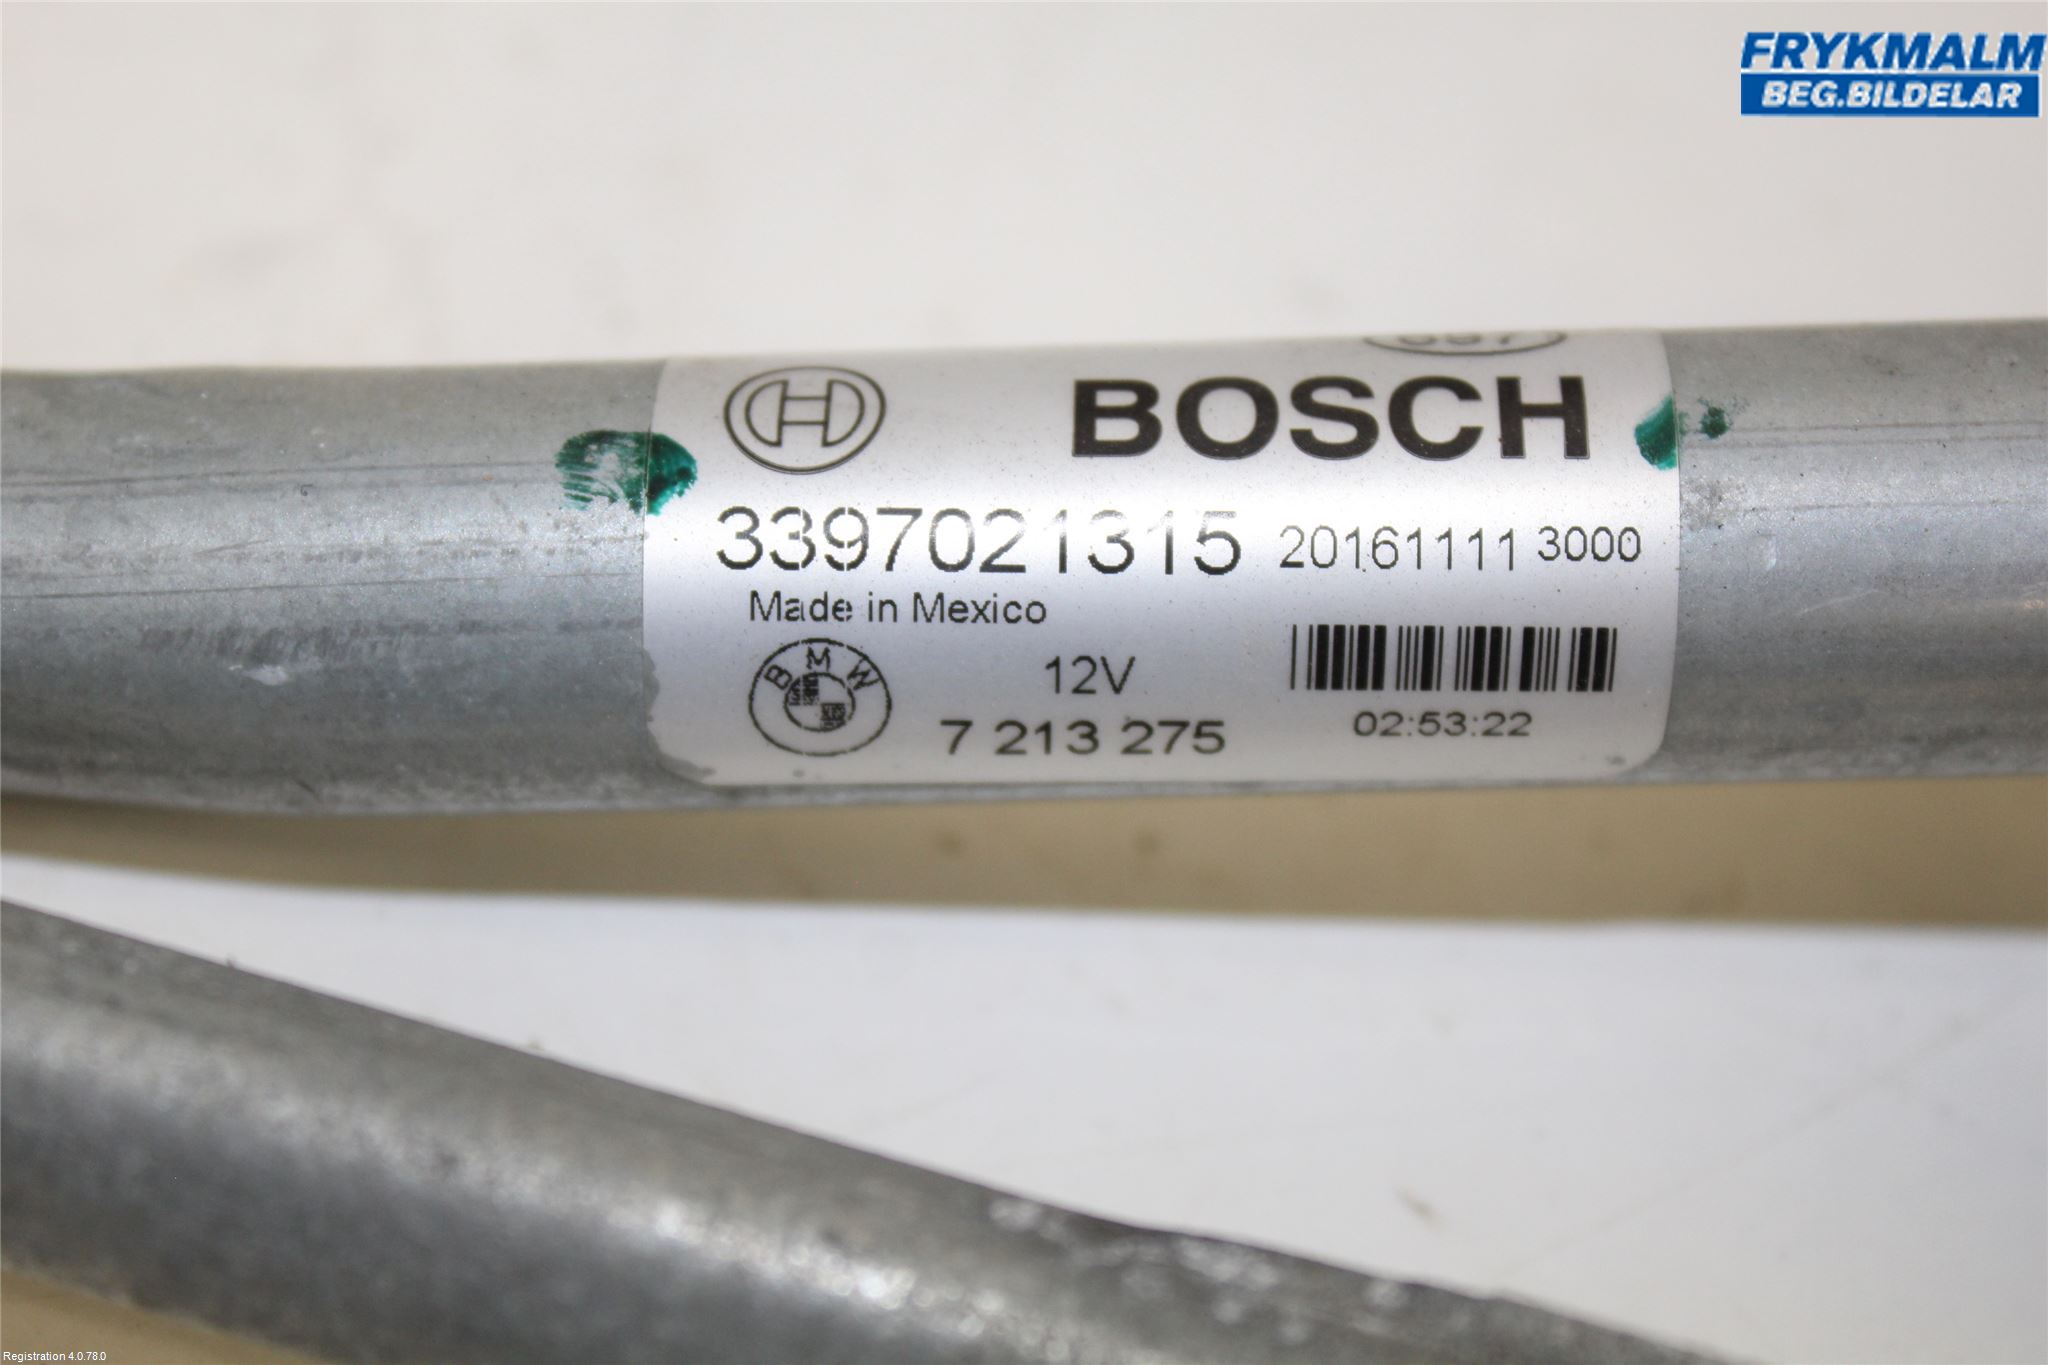 FRYKMALM
BEG.BILDELAR
BOSCH
3397021315 20161111 3000
Made in Mexico
BMW
12V
7 213 275
02:53:22
Registration 4.0.78.0